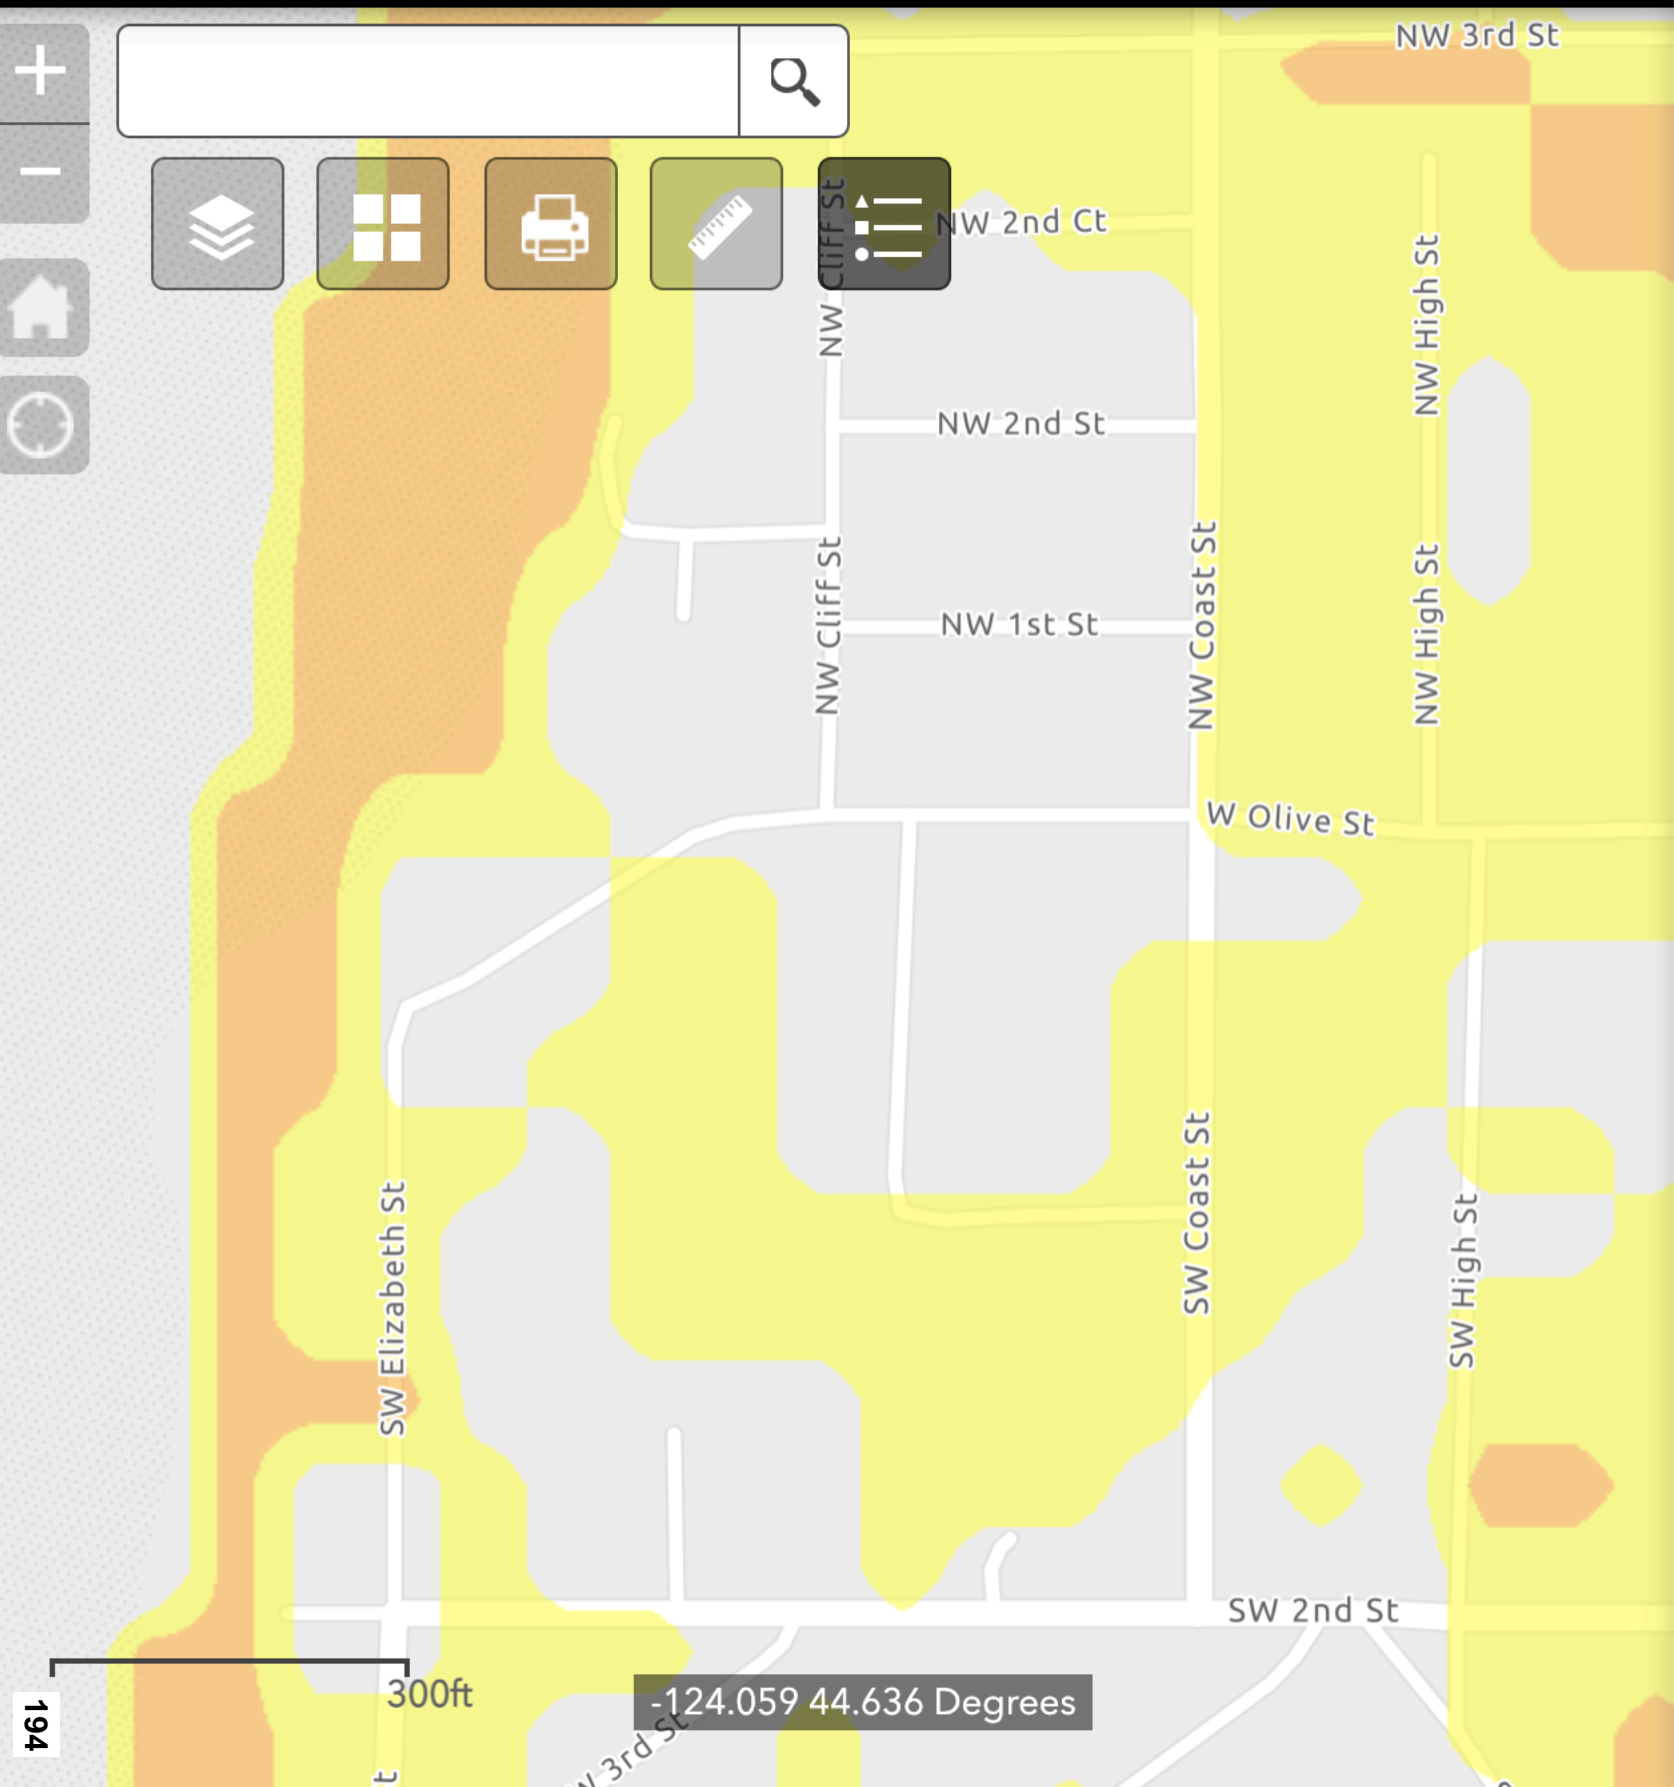 NW 3rd St
NW Cliff St
NW 2nd Ct
NW High St
NW 2nd St
NW Cliff St
NW 1st St
NW Coast St
NW High St
W Olive St
SW Elizabeth St
SW Coast St
SW High St
SW 2nd St
300ft
-124.059 44.636 Degrees
194
W 3rd St